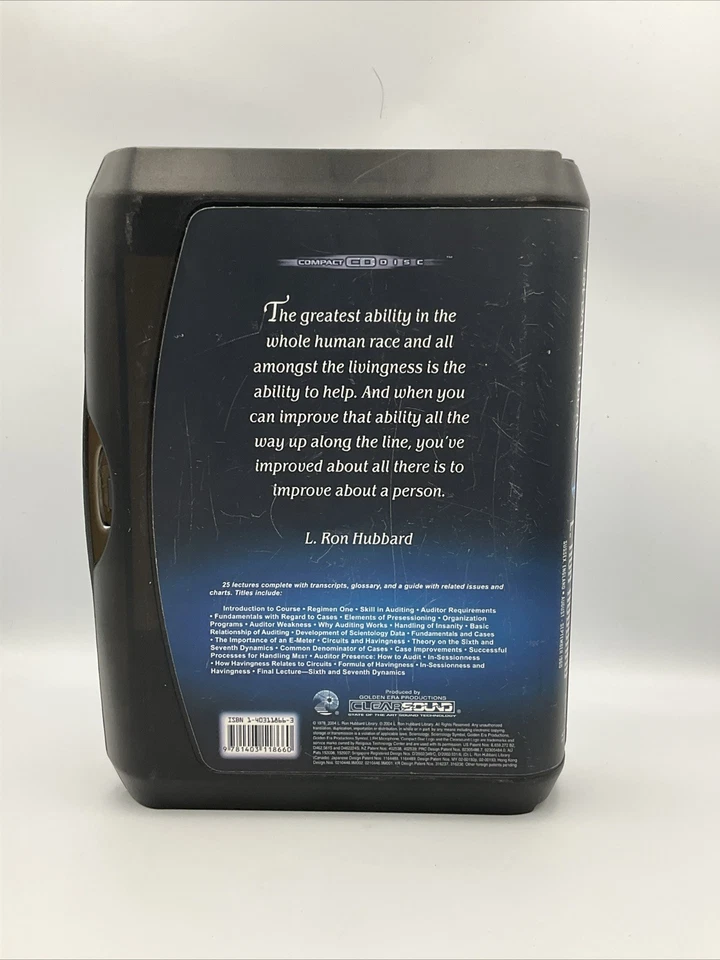 COMPACT CD DISC ™
The greatest ability in the
whole human race and all
amongst the livingness is the
ability to help. And when you
can improve that ability all the
way up along the line, you've
improved about all there is to
improve about a person.
L. Ron Hubbard
25 lectures complete with transcripts, glossary, and a guide with related issues and
charts. Titles include:
Introduction to Course • Regimen One • Skill in Auditing • Auditor Requirements
• Fundamentals with Regard to Cases • Elements of Presessioning • Organization
Programs • Auditor Weakness • Why Auditing Works • Handling of Insanity • Basic
Relationship of Auditing • Development of Scientology Data • Fundamentals and Cases
• The Importance of an E-Meter • Circuits and Havingness • Theory on the Sixth and
Seventh Dynamics • Common Denominator of Cases • Case Improvements • Successful
Processes for Handling MEST • Auditor Presence: How to Audit • In-Sessionness
• How Havingness Relates to Circuits • Formula of Havingness • In-Sessionness and
Havingness • Final Lecture—Sixth and Seventh Dynamics
Produced by
GOLDEN ERA PRODUCTIONS
CLEARSOUND
STATE OF THE ART SOUND TECHNOLOGY
ISBN 1-40311866-3
9 781403 118660